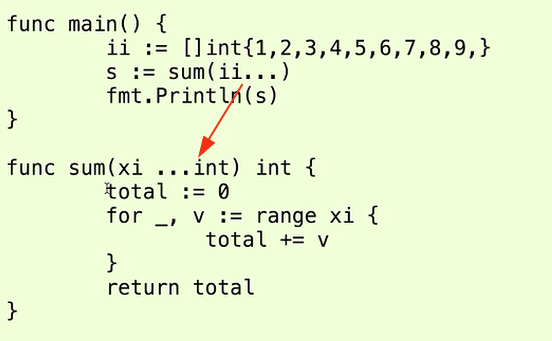 func main() {
        ii := []int{1,2,3,4,5,6,7,8,9,}
        s := sum(ii...)
        fmt.Println(s)
}

func sum(xi ...int) int {
        total := 0
        for _, v := range xi {
                total += v
        }
        return total
}